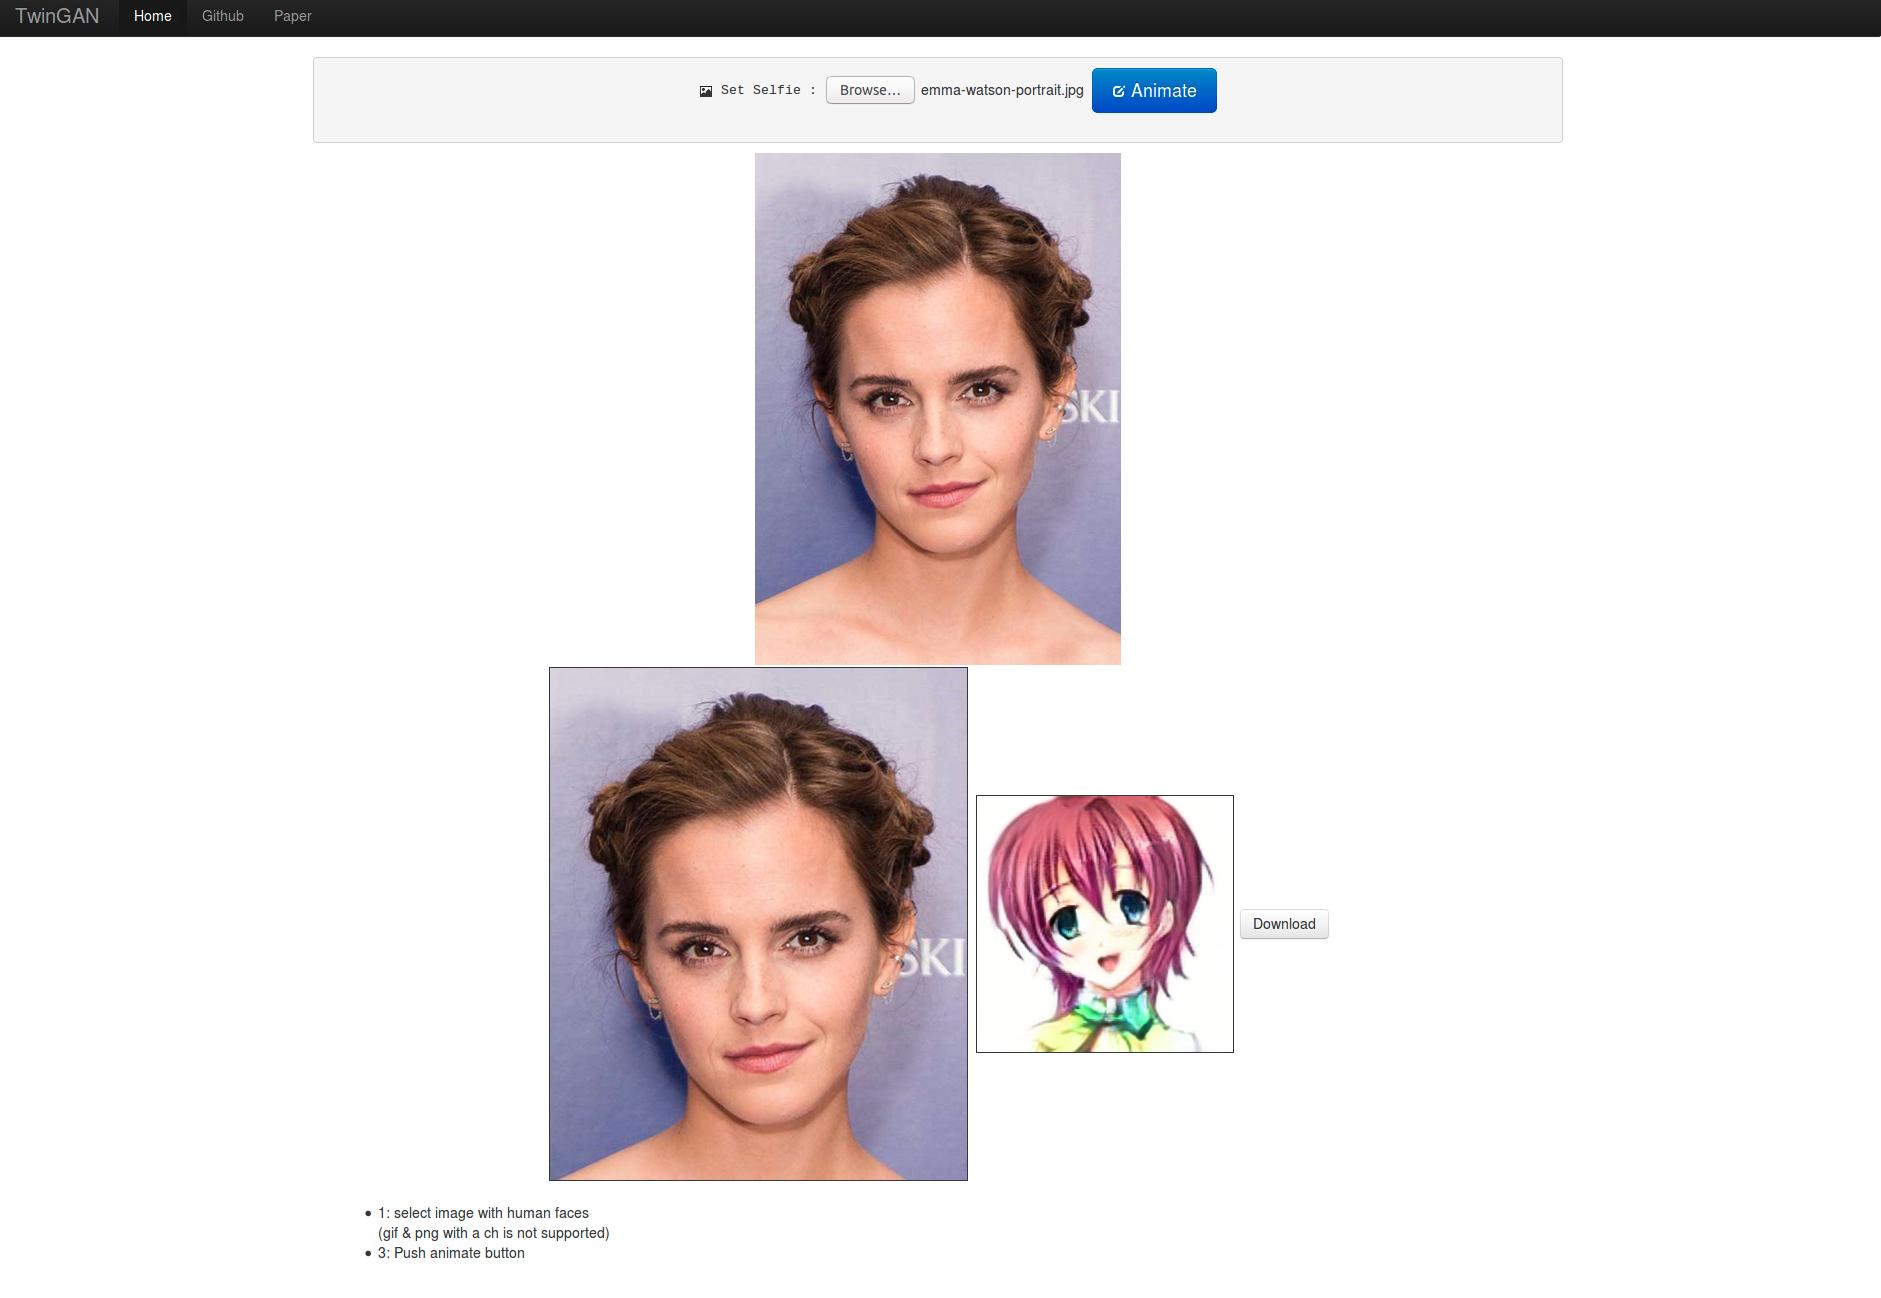 TwinGAN Home Github Paper
Set Selfie : Browse... emma-watson-portrait.jpg Animate
SKI
SKI
Download
1: select image with human faces
(gif & png with a ch is not supported)
3: Push animate button